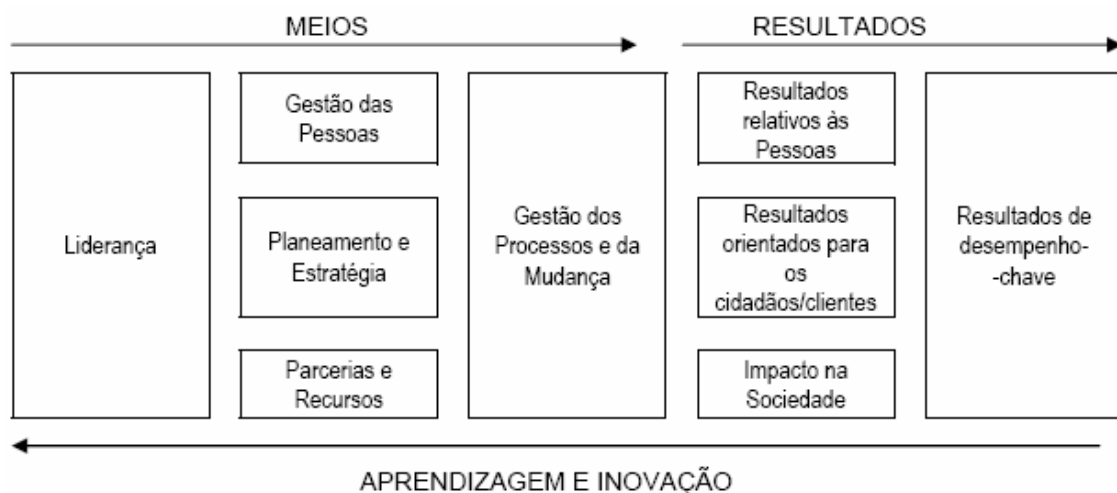 MEIOS
RESULTADOS
Liderança
Gestão das
Pessoas
Planeamento e
Estratégia
Parcerias e
Recursos
Gestão dos
Processos e da
Mudança
Resultados
relativos às
Pessoas
Resultados
orientados para
os
cidadãos/clientes
Impacto na
Sociedade
Resultados de
desempenho-
-chave
APRENDIZAGEM E INOVAÇÃO